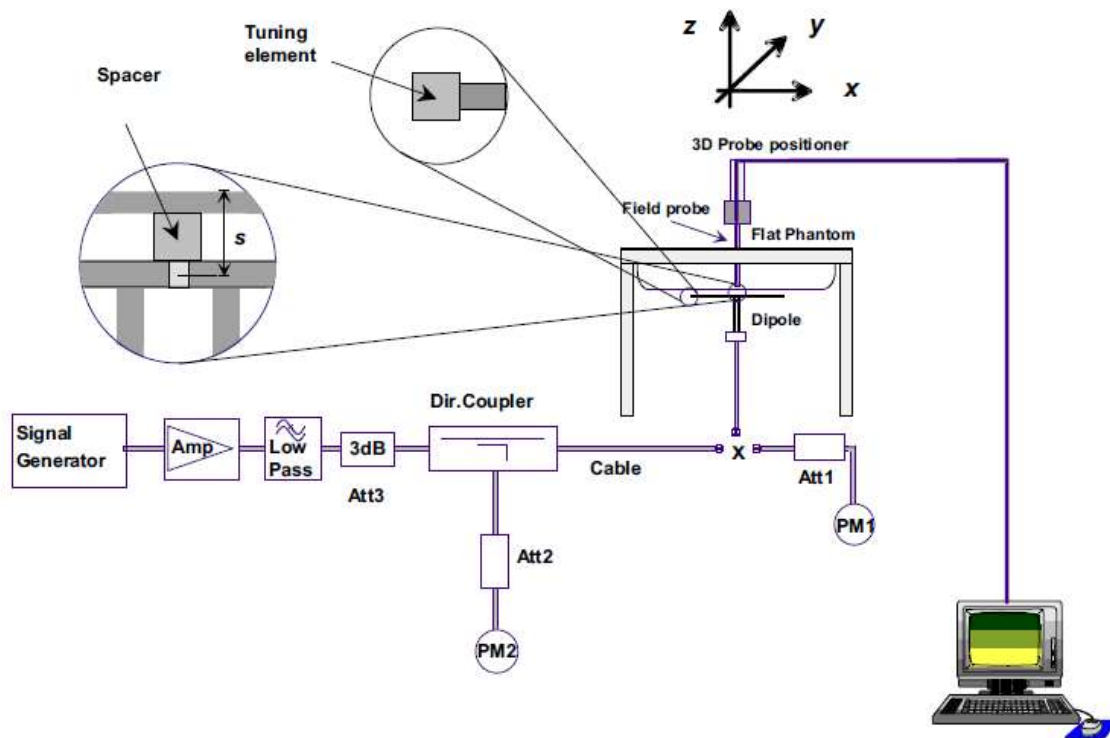 Tuning
element
Spacer
s
z
y
x
3D Probe positioner
Field probe
Flat Phantom
Dipole
Dir.Coupler
Signal
Generator
Amp
Low
Pass
3dB
Att3
Cable
x
Att1
PM1
Att2
PM2